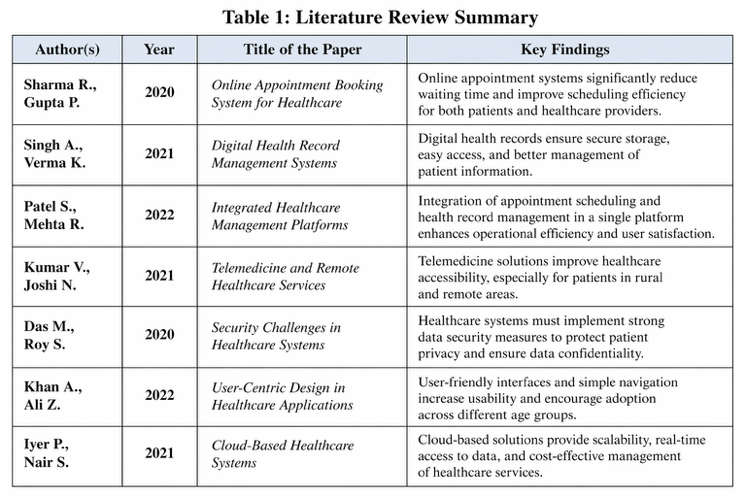 Table 1: Literature Review Summary
Author(s) Year Title of the Paper Key Findings
Sharma R.,
Gupta P.
2020
Online Appointment Booking
System for Healthcare
Online appointment systems significantly reduce
waiting time and improve scheduling efficiency
for both patients and healthcare providers.
Singh A.,
Verma K.
2021
Digital Health Record
Management Systems
Digital health records ensure secure storage,
easy access, and better management of
patient information.
Patel S.,
Mehta R.
2022
Integrated Healthcare
Management Platforms
Integration of appointment scheduling and
health record management in a single platform
enhances operational efficiency and user satisfaction.
Kumar V.,
Joshi N.
2021
Telemedicine and Remote
Healthcare Services
Telemedicine solutions improve healthcare
accessibility, especially for patients in rural
and remote areas.
Das M.,
Roy S.
2020
Security Challenges in
Healthcare Systems
Healthcare systems must implement strong
data security measures to protect patient
privacy and ensure data confidentiality.
Khan A.,
Ali Z.
2022
User-Centric Design in
Healthcare Applications
User-friendly interfaces and simple navigation
increase usability and encourage adoption
across different age groups.
Iyer P.,
Nair S.
2021
Cloud-Based Healthcare
Systems
Cloud-based solutions provide scalability, real-time
access to data, and cost-effective management
of healthcare services.